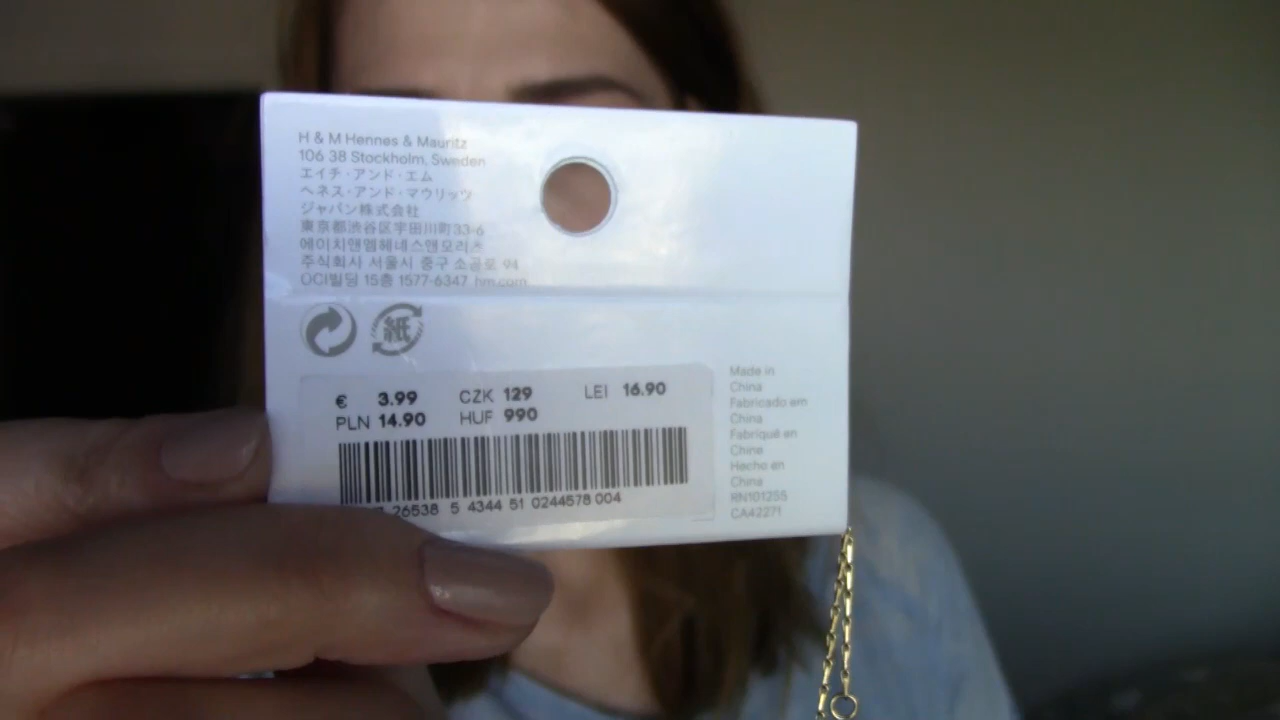 H & M Hennes & Mauritz
106 38 Stockholm, Sweden
エイチ・アンド・エム
ヘネス・アンド・マウリッツ
ジャパン株式会社
東京都渋谷区宇田川町33-6
에이치앤엠헤네스앤모리츠
주식회사 서울시 중구 소공로 94
OCI빌딩 15층 1577-6347 hm.com
紙
€ 3.99 CZK 129 LEI 16.90
PLN 14.90 HUF 990
26538 5 4344 51 0244578 004
Made in
China
Fabricado em
China
Fabriqué en
Chine
Hecho en
China
RN101255
CA42271